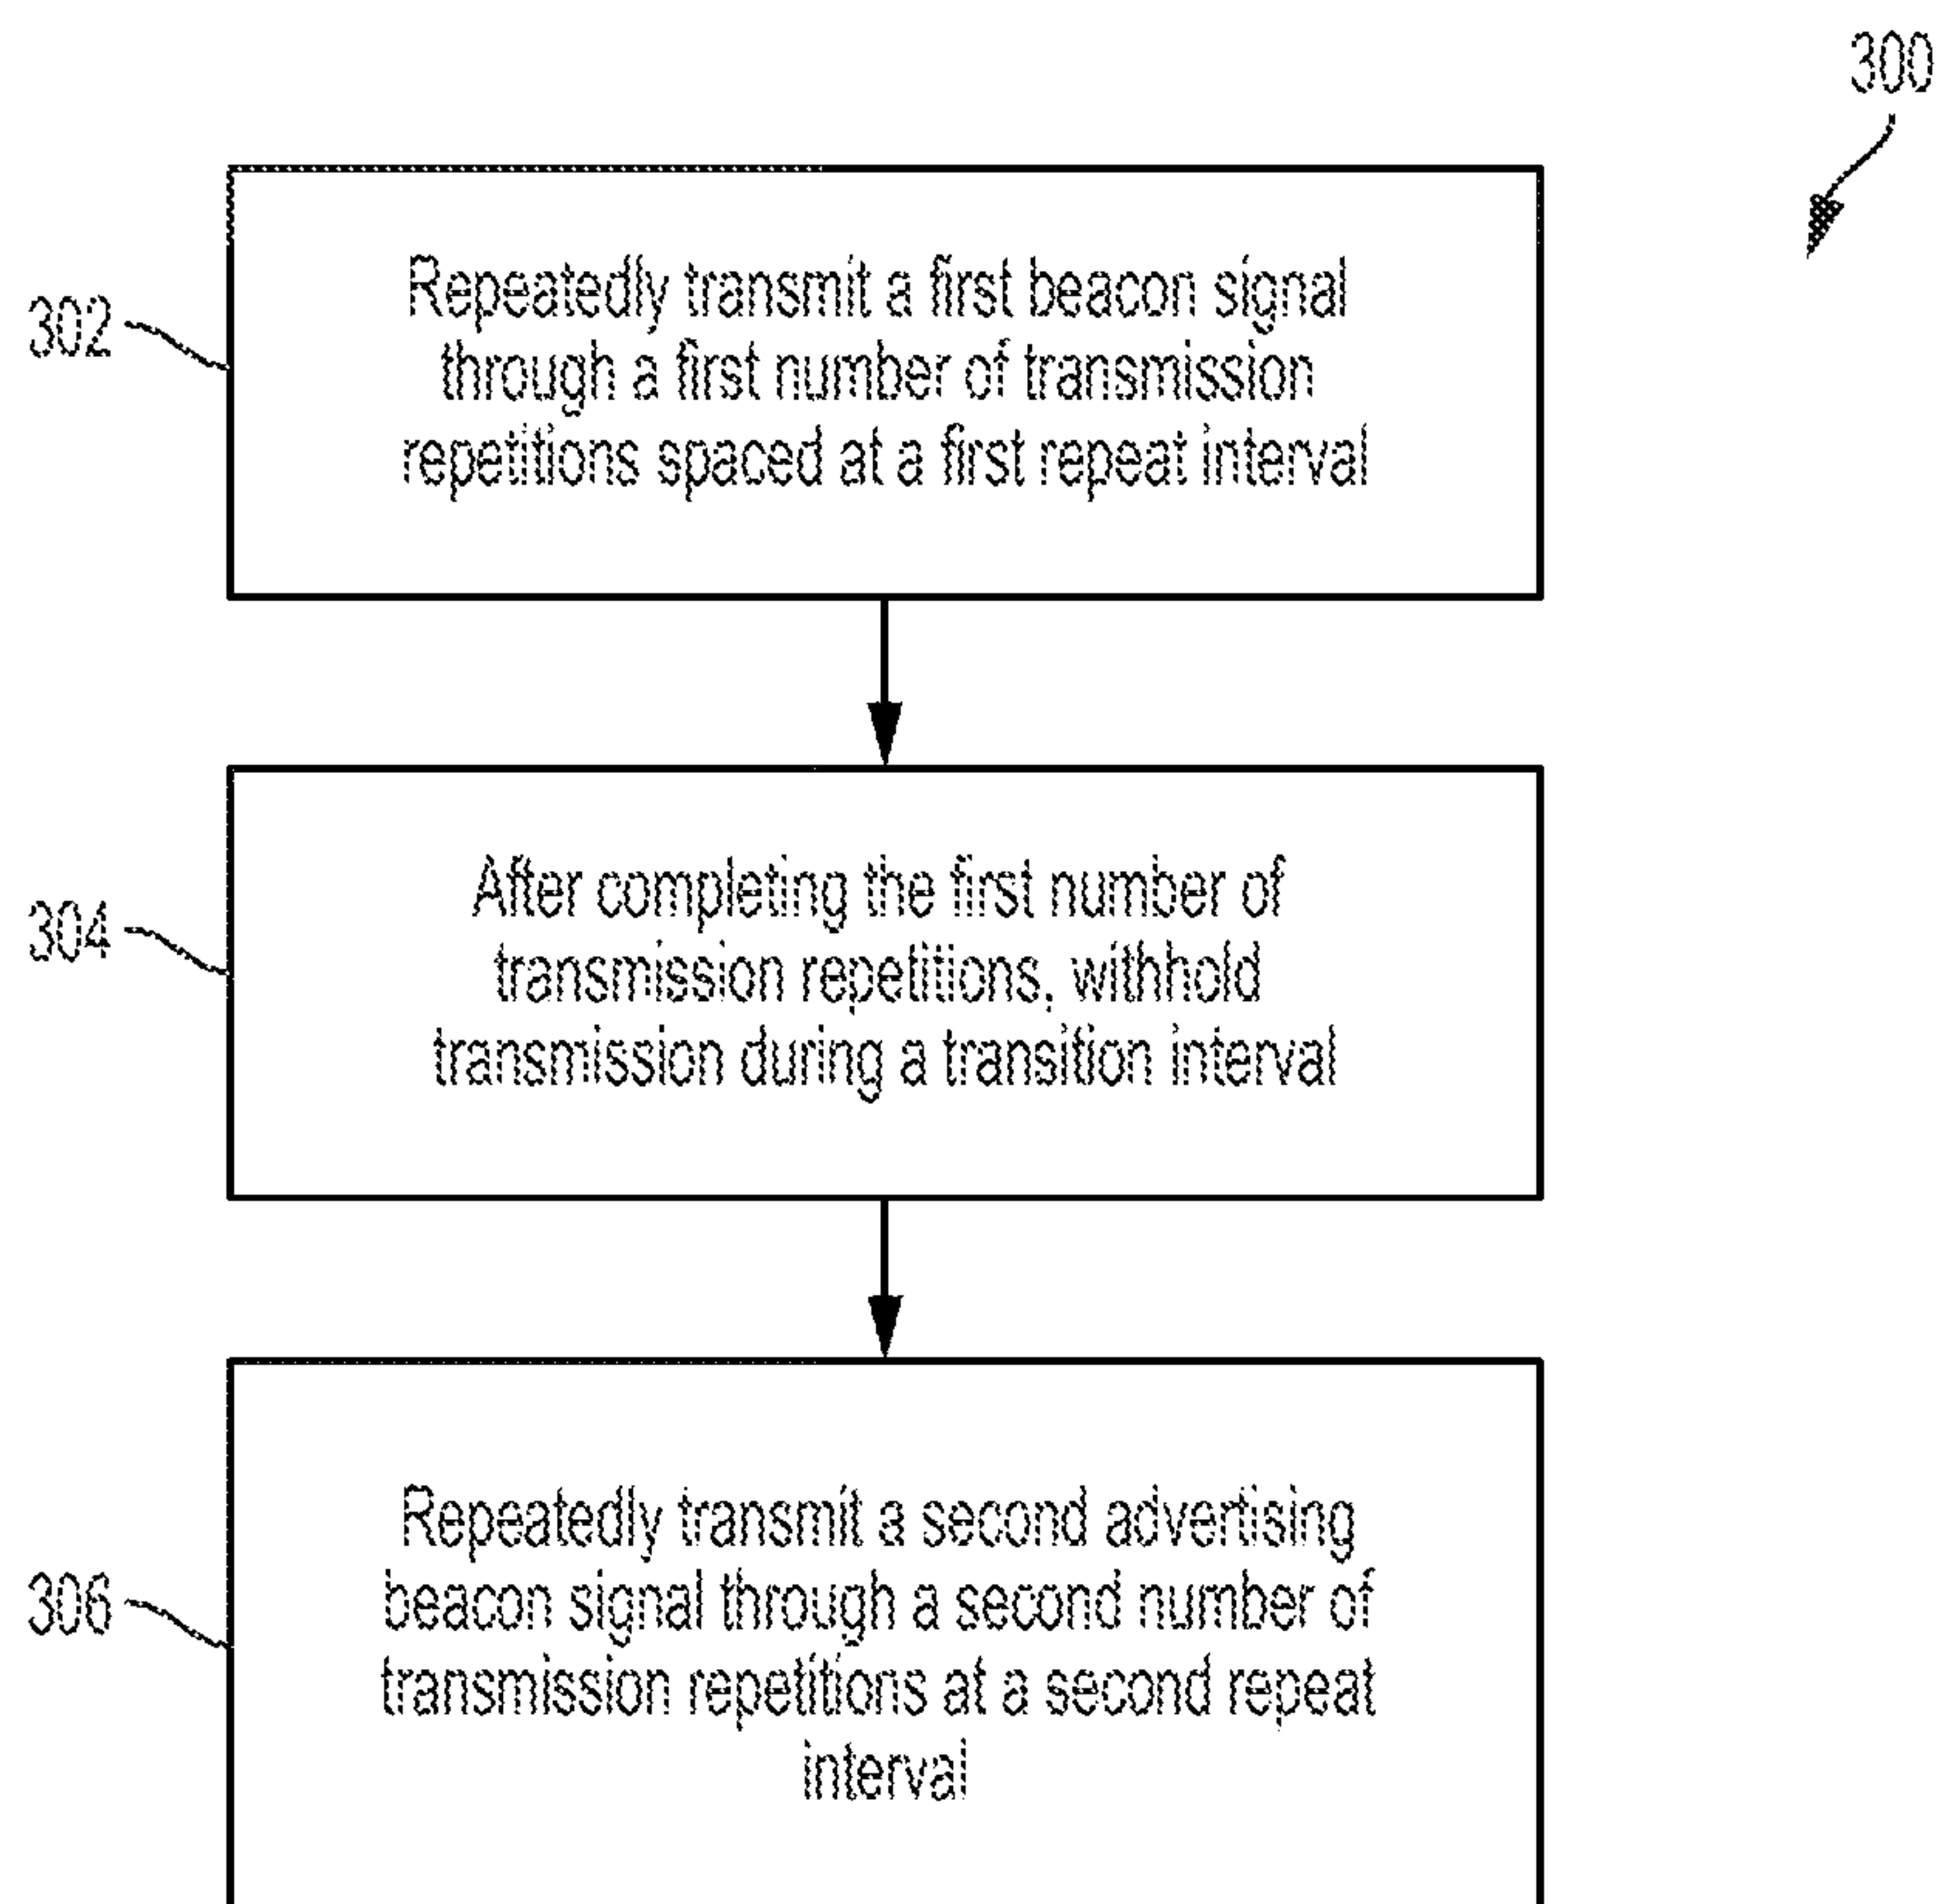 300
302
Repeatedly transmit a first beacon signal
through a first number of transmission
repetitions spaced at a first repeat interval
304
After completing the first number of
transmission repetitions, withhold
transmission during a transition interval
306
Repeatedly transmit a second advertising
beacon signal through a second number of
transmission repetitions at a second repeat
interval